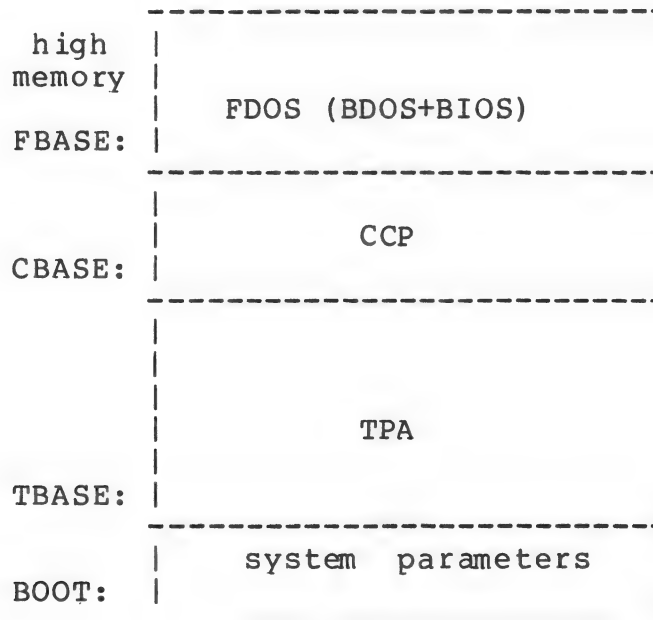 high
memory
FDOS (BDOS+BIOS)
FBASE:
CCP
CBASE:
TPA
TBASE:
system parameters
BOOT: